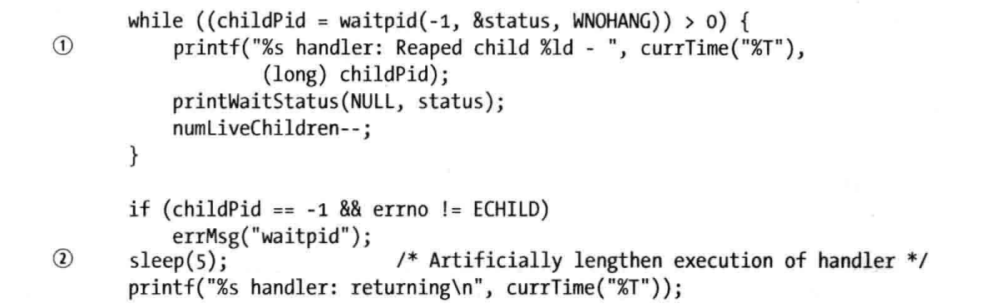 while ((childPid = waitpid(-1, &status, WNOHANG)) > 0) {
① printf("%s handler: Reaped child %ld - ", currTime("%T"),
(long) childPid);
printWaitStatus(NULL, status);
numLiveChildren--;
}
if (childPid == -1 && errno != ECHILD)
errMsg("waitpid");
② sleep(5); /* Artificially lengthen execution of handler */
printf("%s handler: returning\n", currTime("%T"));